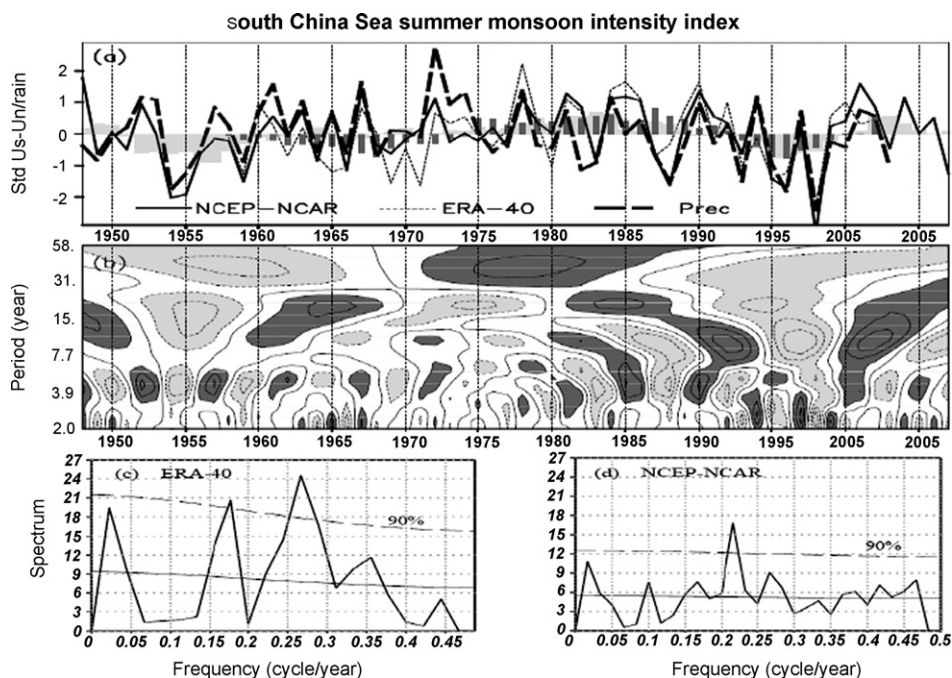 South China Sea summer monsoon intensity index
(a)
Std Us-Un/rain
2
1
0
-1
-2
NCEP—NCAR ERA—40 Prec
1950 1955 1960 1965 1970 1975 1980 1985 1990 1995 2000 2005
(b)
Period (year)
58.
31.
15.
7.7
3.9
2.0
1950 1955 1960 1965 1970 1975 1980 1985 1990 1995 2005 2005
(c) ERA-40
Spectrum
27
24
21
18
15
12
9
6
3
0
90%
0 0.05 0.1 0.15 0.2 0.25 0.3 0.35 0.40 0.45
Frequency (cycle/year)
(d) NCEP-NCAR
27
24
21
18
15
12
9
6
3
0
90%
0 0.05 0.1 0.15 0.2 0.25 0.3 0.35 0.4 0.45 0.5
Frequency (cycle/year)